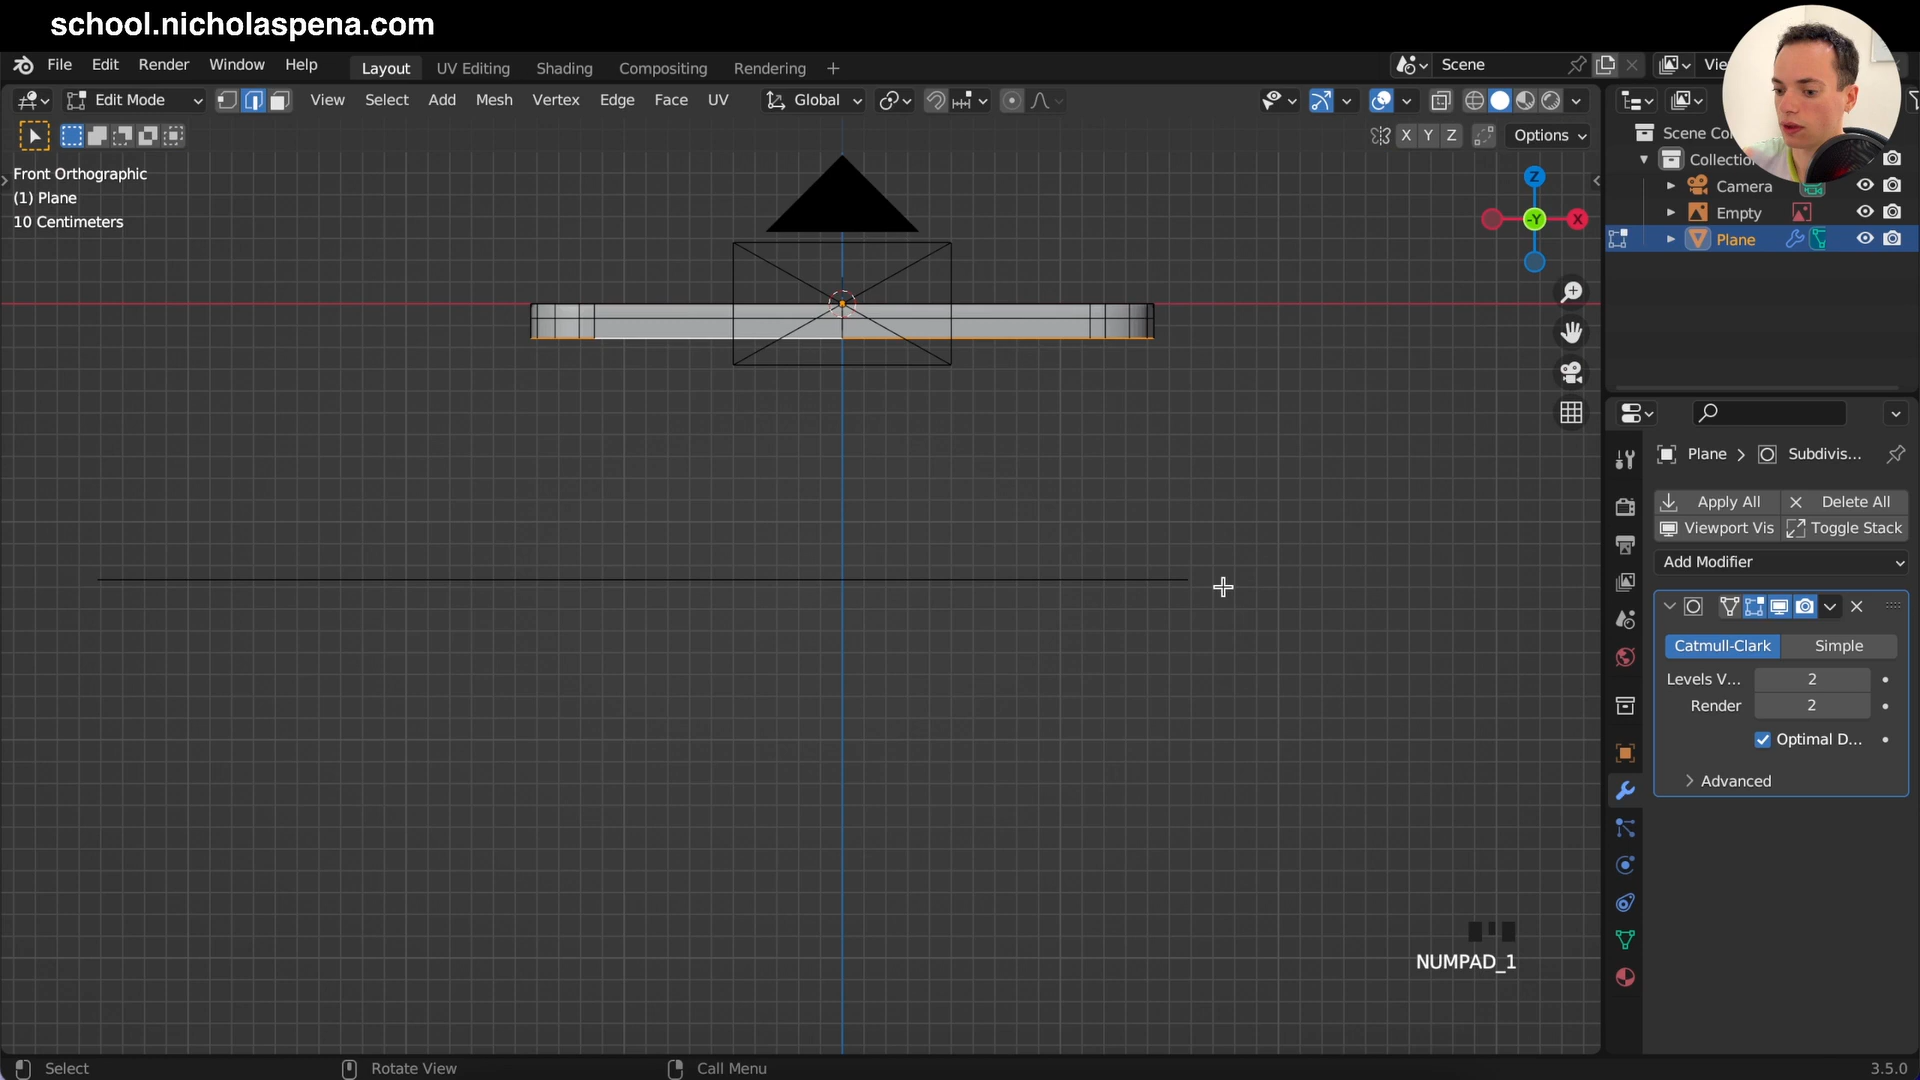 school.nicholaspena.com
File Edit Render Window Help Layout UV Editing Shading Compositing Rendering + Scene
Edit Mode View Select Add Mesh Vertex Edge Face UV Global
X Y Z Options
Front Orthographic
(1) Plane
10 Centimeters
Z
-Y X
Camera
Empty
Plane
Plane > Subdivis...
Apply All Delete All
Viewport Vis Toggle Stack
Add Modifier
Catmull-Clark Simple
Levels V... 2
Render 2
Optimal D...
Advanced
NUMPAD_1
Select Rotate View Call Menu 3.5.0